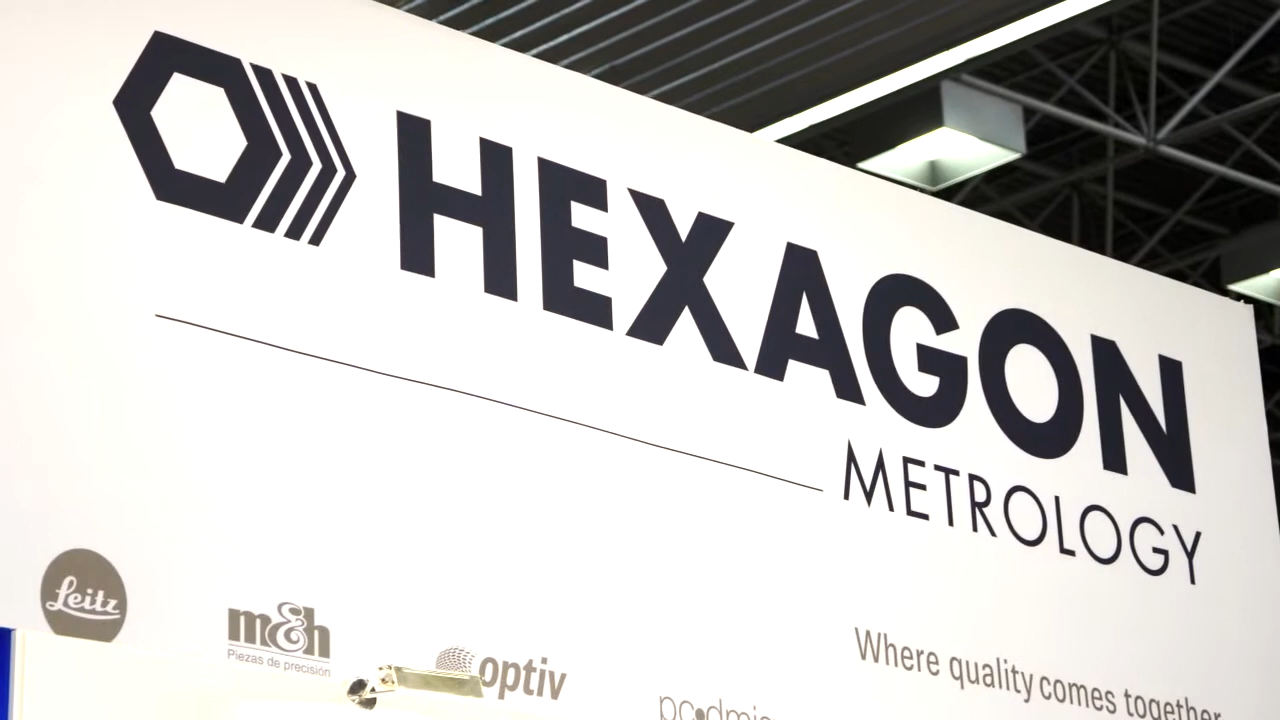 HEXAGON
METROLOGY
Leitz
m&h
Piezas de precisión
optiv
Where quality comes together